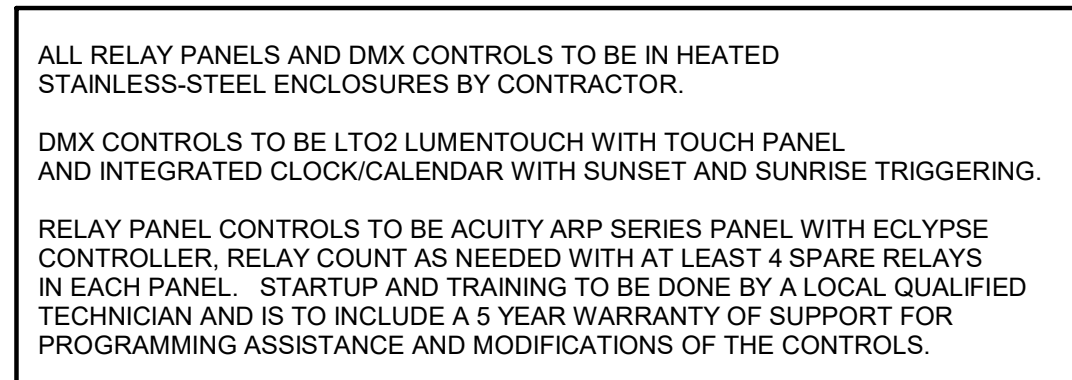 ALL RELAY PANELS AND DMX CONTROLS TO BE IN HEATED
STAINLESS-STEEL ENCLOSURES BY CONTRACTOR.
DMX CONTROLS TO BE LTO2 LUMENTOUCH WITH TOUCH PANEL
AND INTEGRATED CLOCK/CALENDAR WITH SUNSET AND SUNRISE TRIGGERING.
RELAY PANEL CONTROLS TO BE ACUITY ARP SERIES PANEL WITH ECLYPSE
CONTROLLER, RELAY COUNT AS NEEDED WITH AT LEAST 4 SPARE RELAYS
IN EACH PANEL.   STARTUP AND TRAINING TO BE DONE BY A LOCAL QUALIFIED
TECHNICIAN AND IS TO INCLUDE A 5 YEAR WARRANTY OF SUPPORT FOR
PROGRAMMING ASSISTANCE AND MODIFICATIONS OF THE CONTROLS.